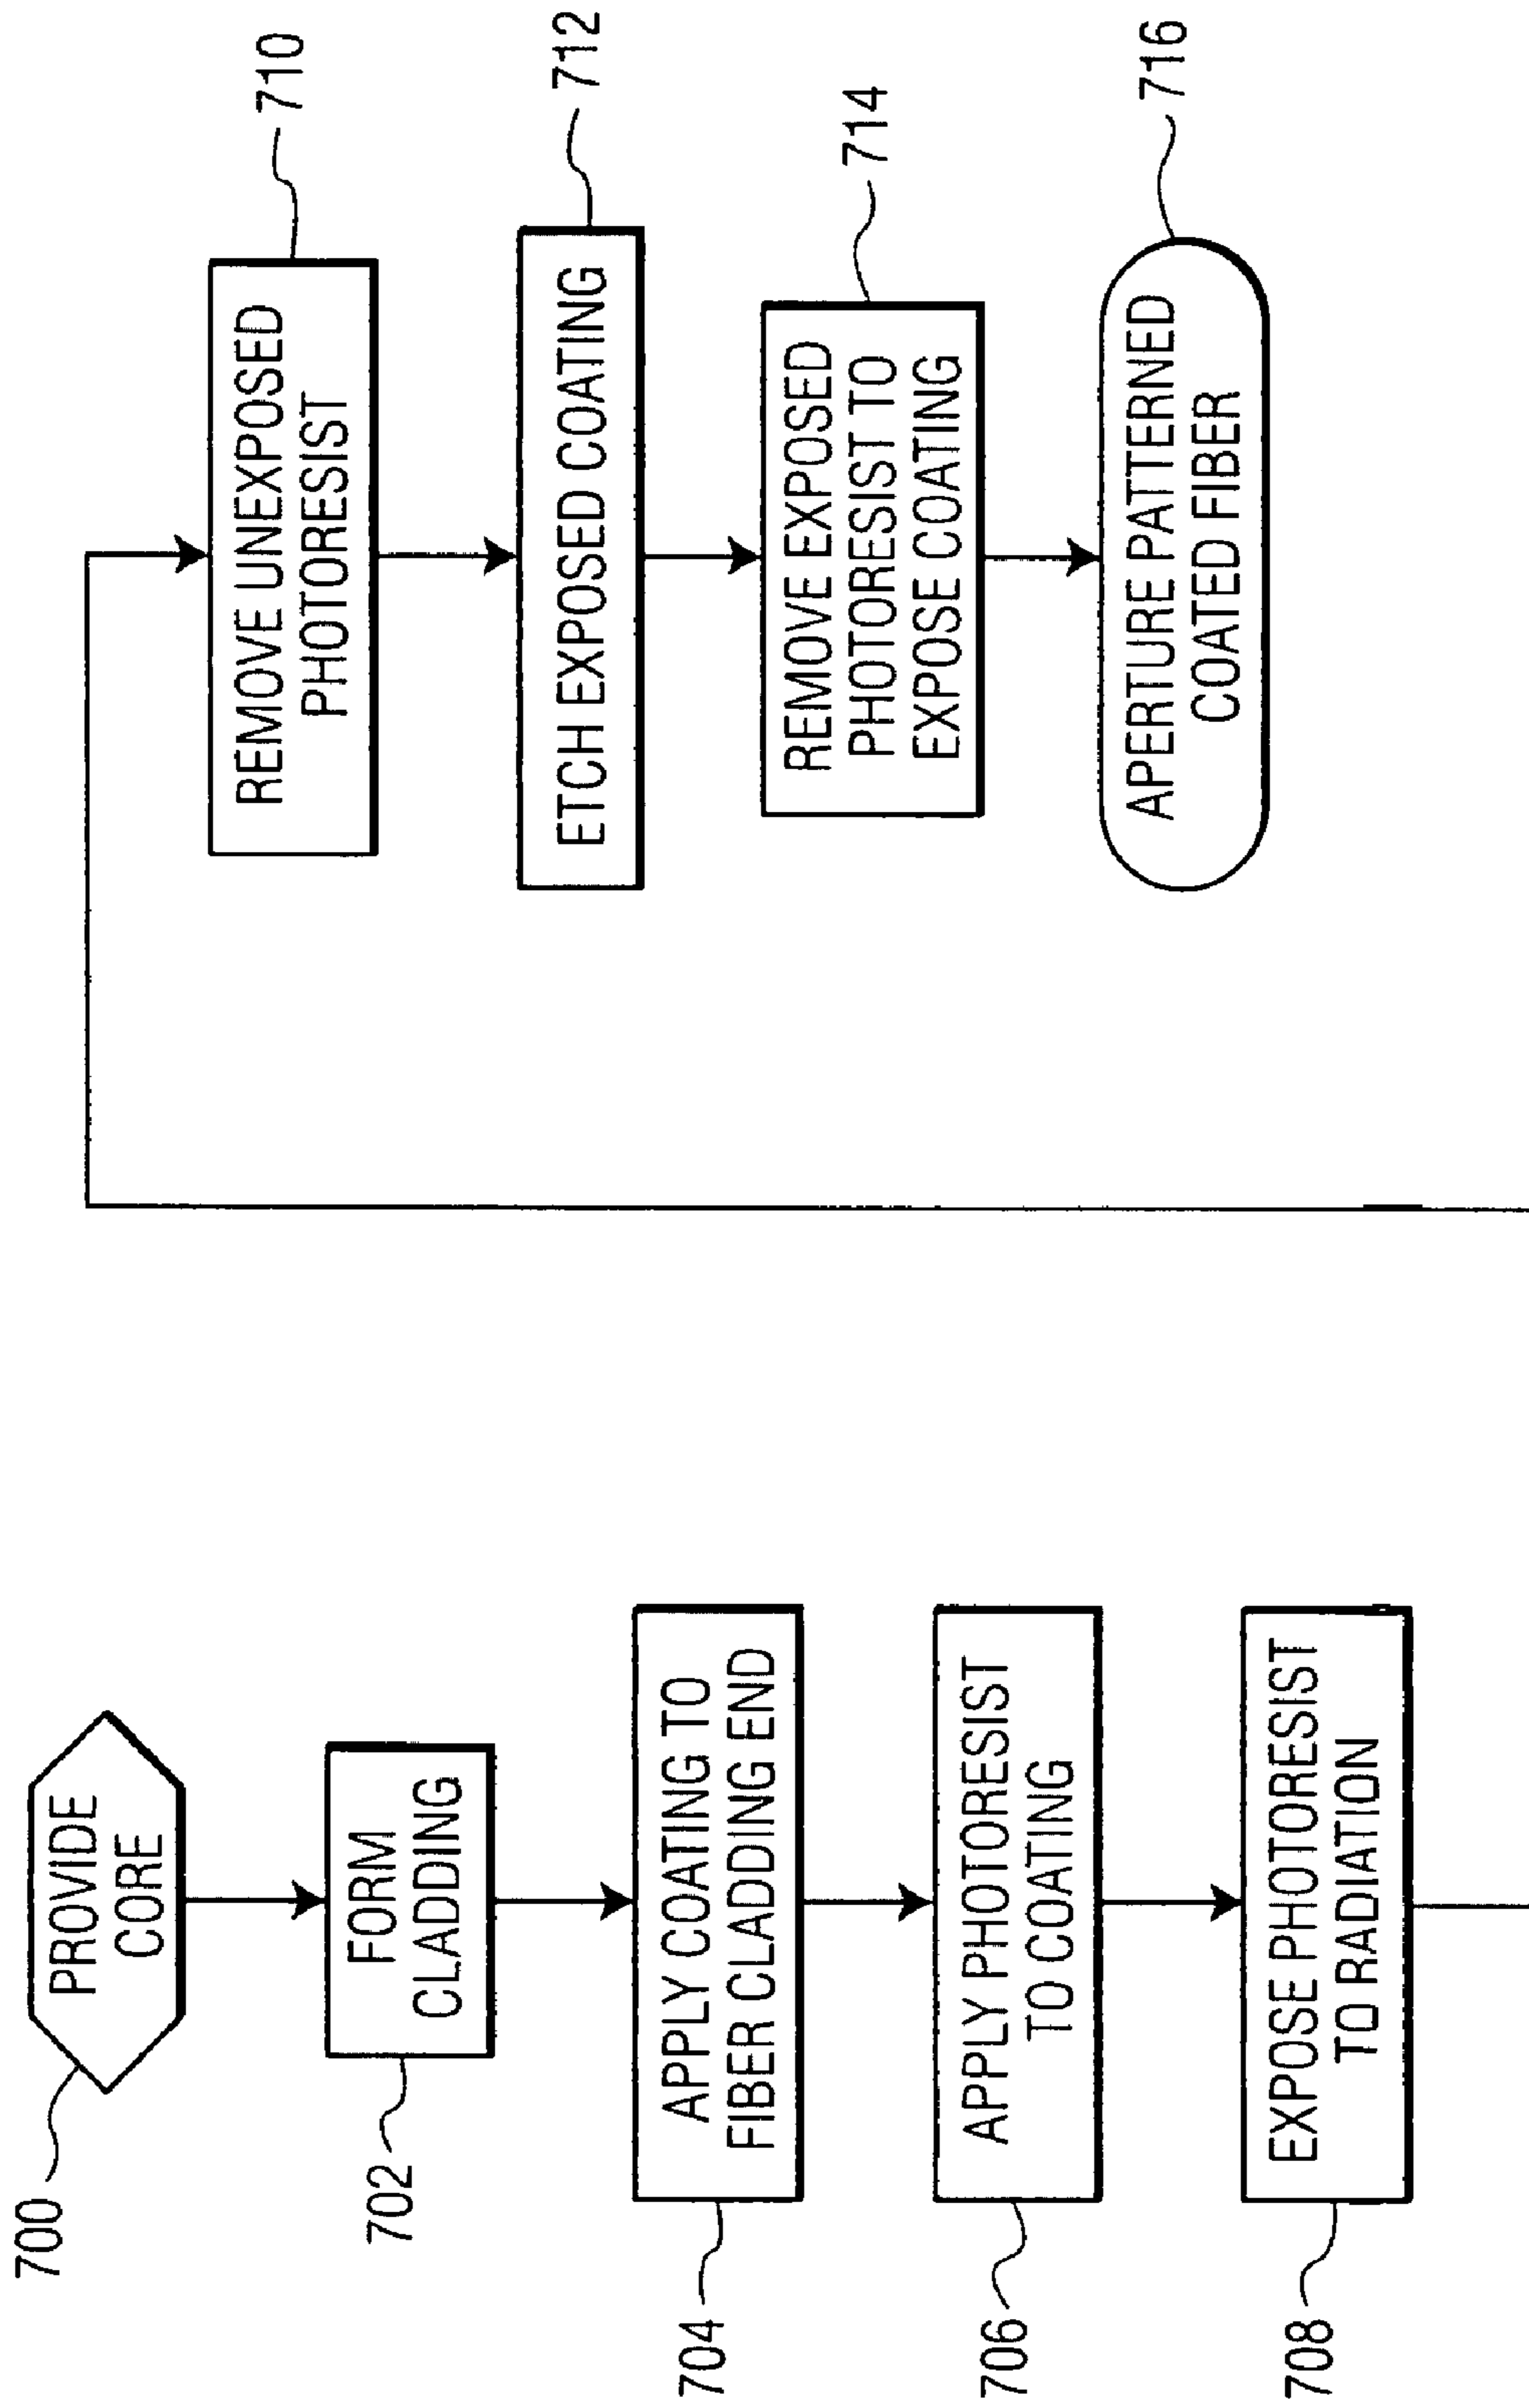 700
PROVIDE
CORE
702
FORM
CLADDING
704
APPLY COATING TO
FIBER CLADDING END
706
APPLY PHOTORESIST
TO COATING
708
EXPOSE PHOTORESIST
TO RADIATION
710
REMOVE UNEXPOSED
PHOTORESIST
712
ETCH EXPOSED COATING
714
REMOVE EXPOSED
PHOTORESIST TO
EXPOSE COATING
716
APERTURE PATTERNED
COATED FIBER